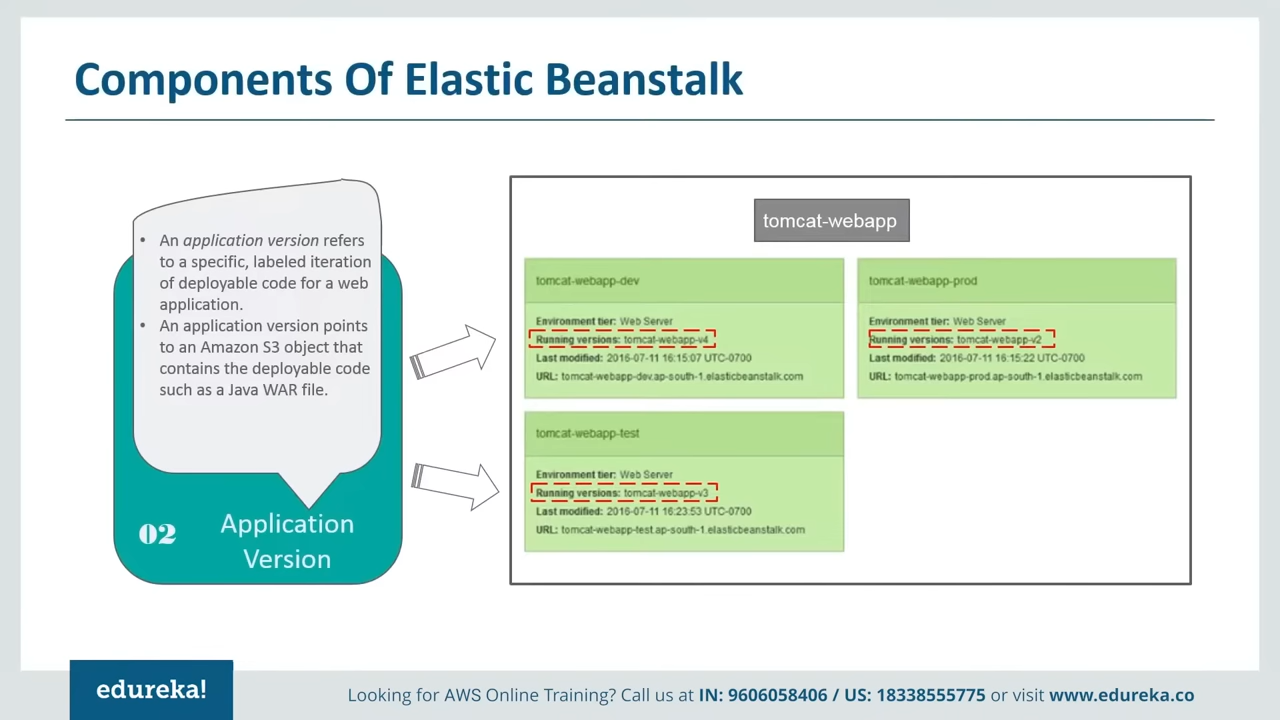 Components Of Elastic Beanstalk
• An application version refers
to a specific, labeled iteration
of deployable code for a web
application.
• An application version points
to an Amazon S3 object that
contains the deployable code
such as a Java WAR file.
02
Application
Version
tomcat-webapp
tomcat-webapp-dev
Environment tier: Web Server
Running versions: tomcat-webapp-v4
Last modified: 2016-07-11 16:15:07 UTC-0700
URL: tomcat-webapp-dev.ap-south-1.elasticbeanstalk.com
tomcat-webapp-prod
Environment tier: Web Server
Running versions: tomcat-webapp-v2
Last modified: 2016-07-11 16:15:22 UTC-0700
URL: tomcat-webapp-prod.ap-south-1.elasticbeanstalk.com
tomcat-webapp-test
Environment tier: Web Server
Running versions: tomcat-webapp-v3
Last modified: 2016-07-11 16:23:53 UTC-0700
URL: tomcat-webapp-test.ap-south-1.elasticbeanstalk.com
edureka!
Looking for AWS Online Training? Call us at IN: 9606058406 / US: 18338555775 or visit www.edureka.co